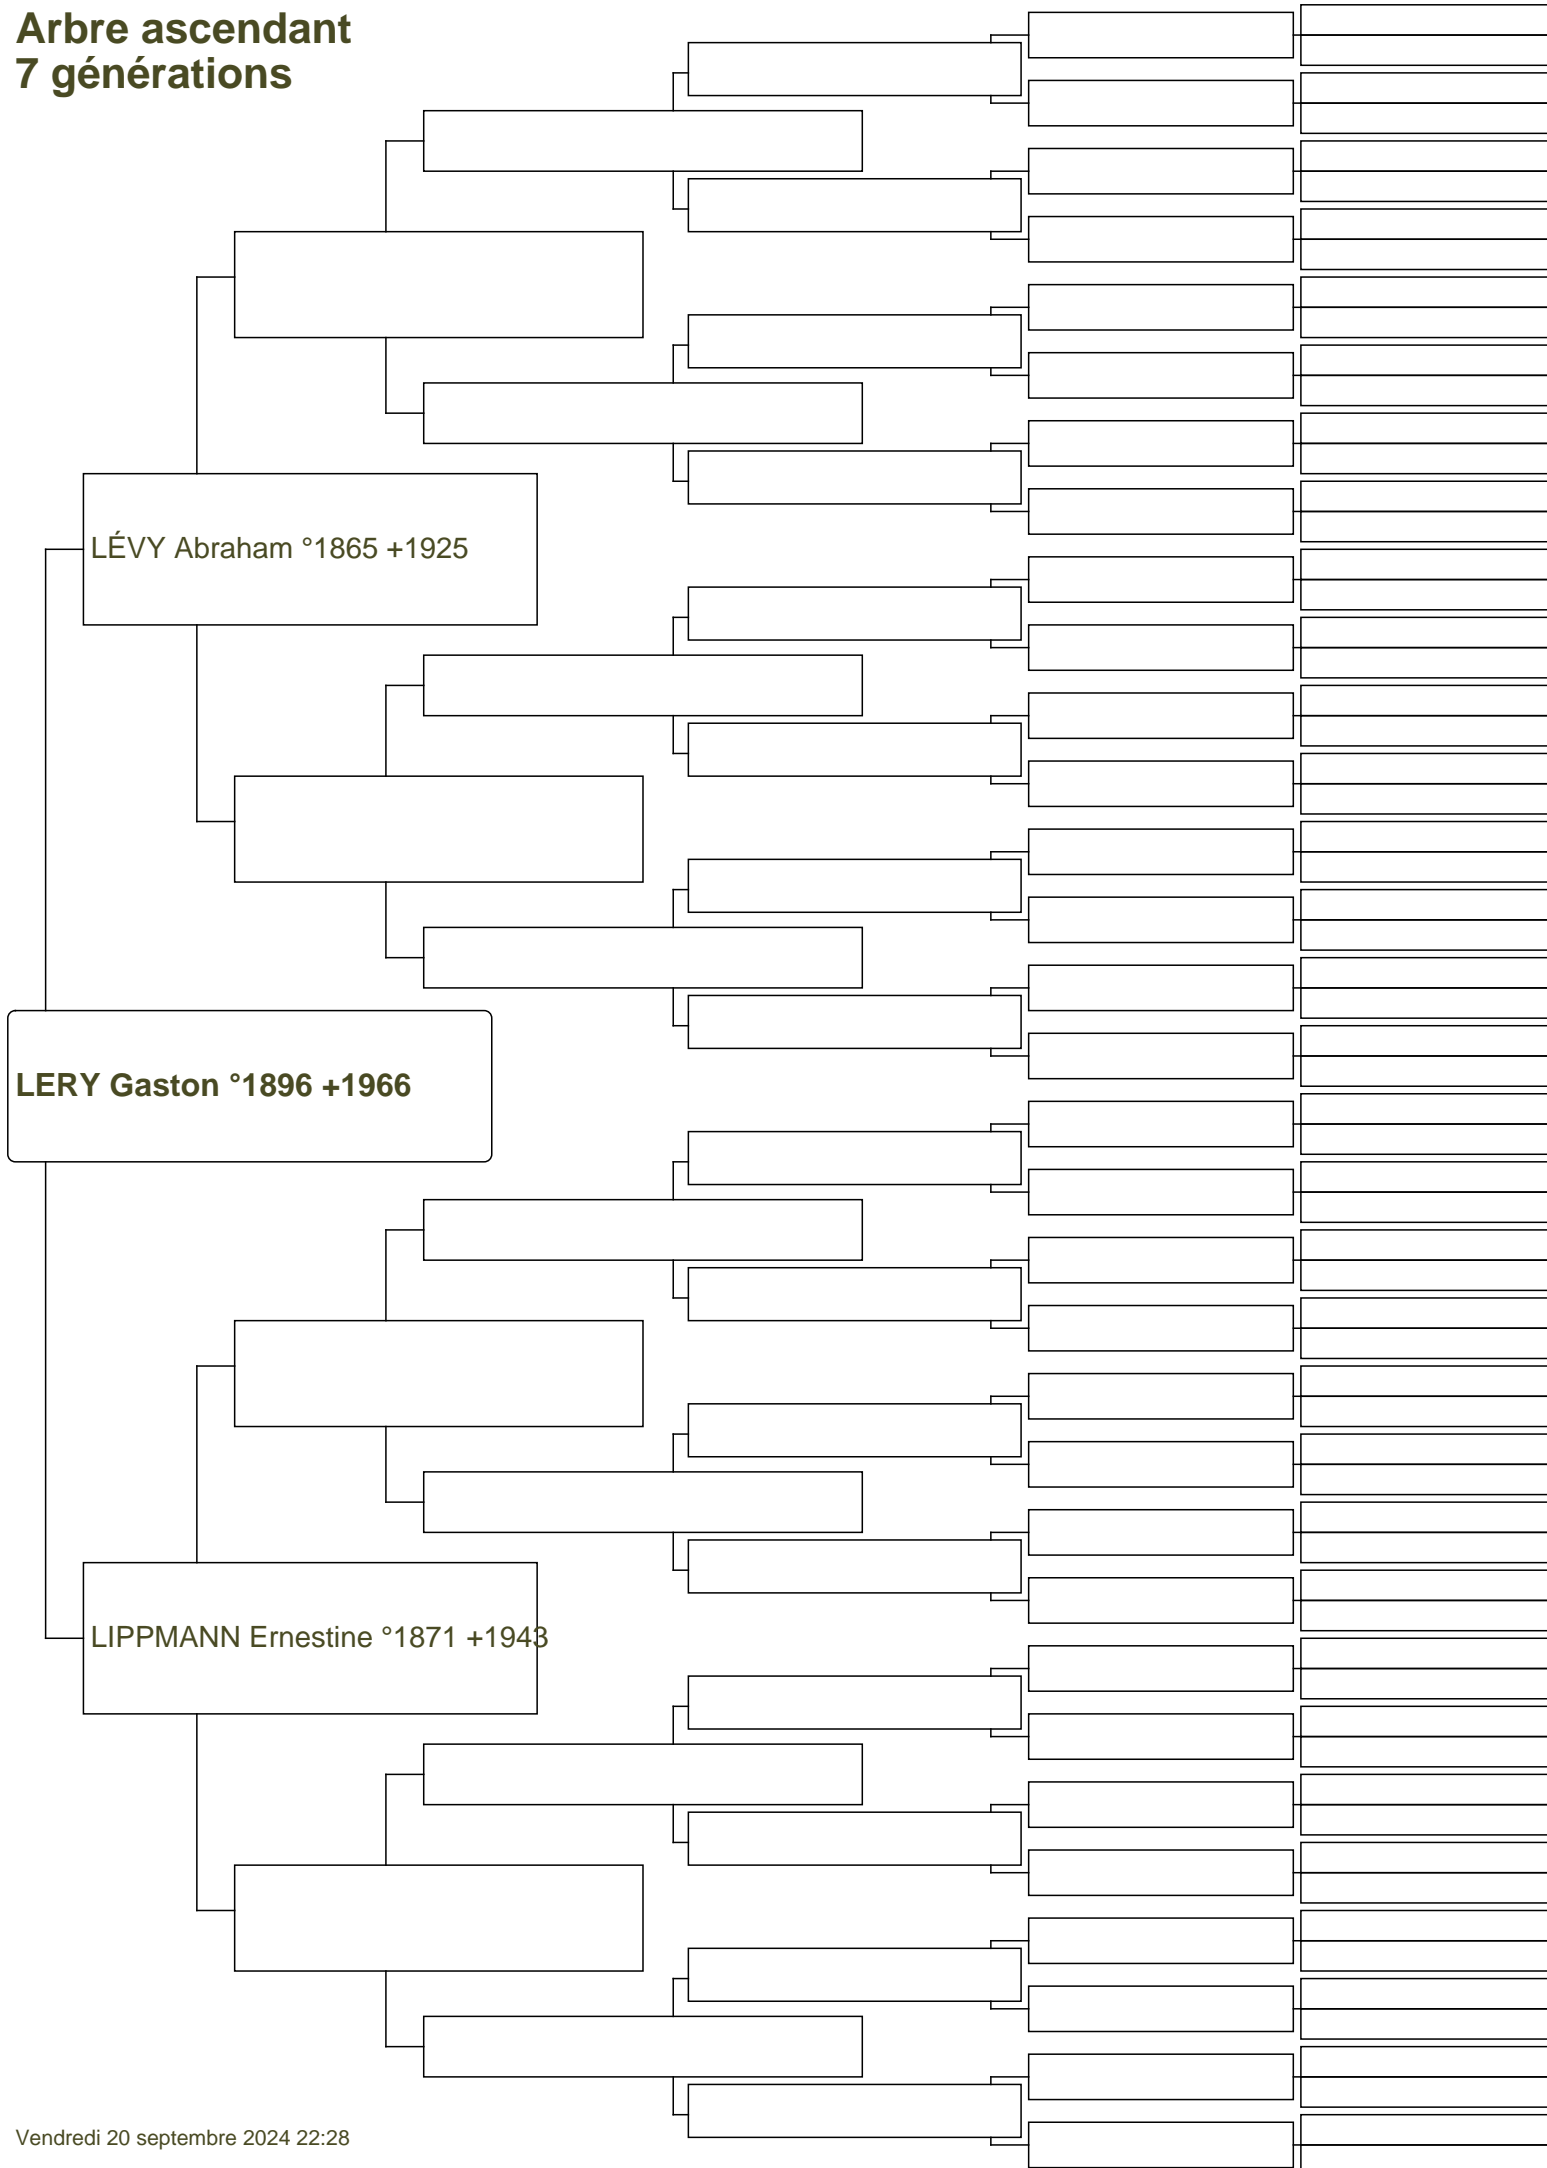 Arbre ascendant
7 générations
LÉVY Abraham °1865 +1925
LERY Gaston °1896 +1966
LIPPMANN Ernestine °1871 +1943
Vendredi 20 septembre 2024 22:28